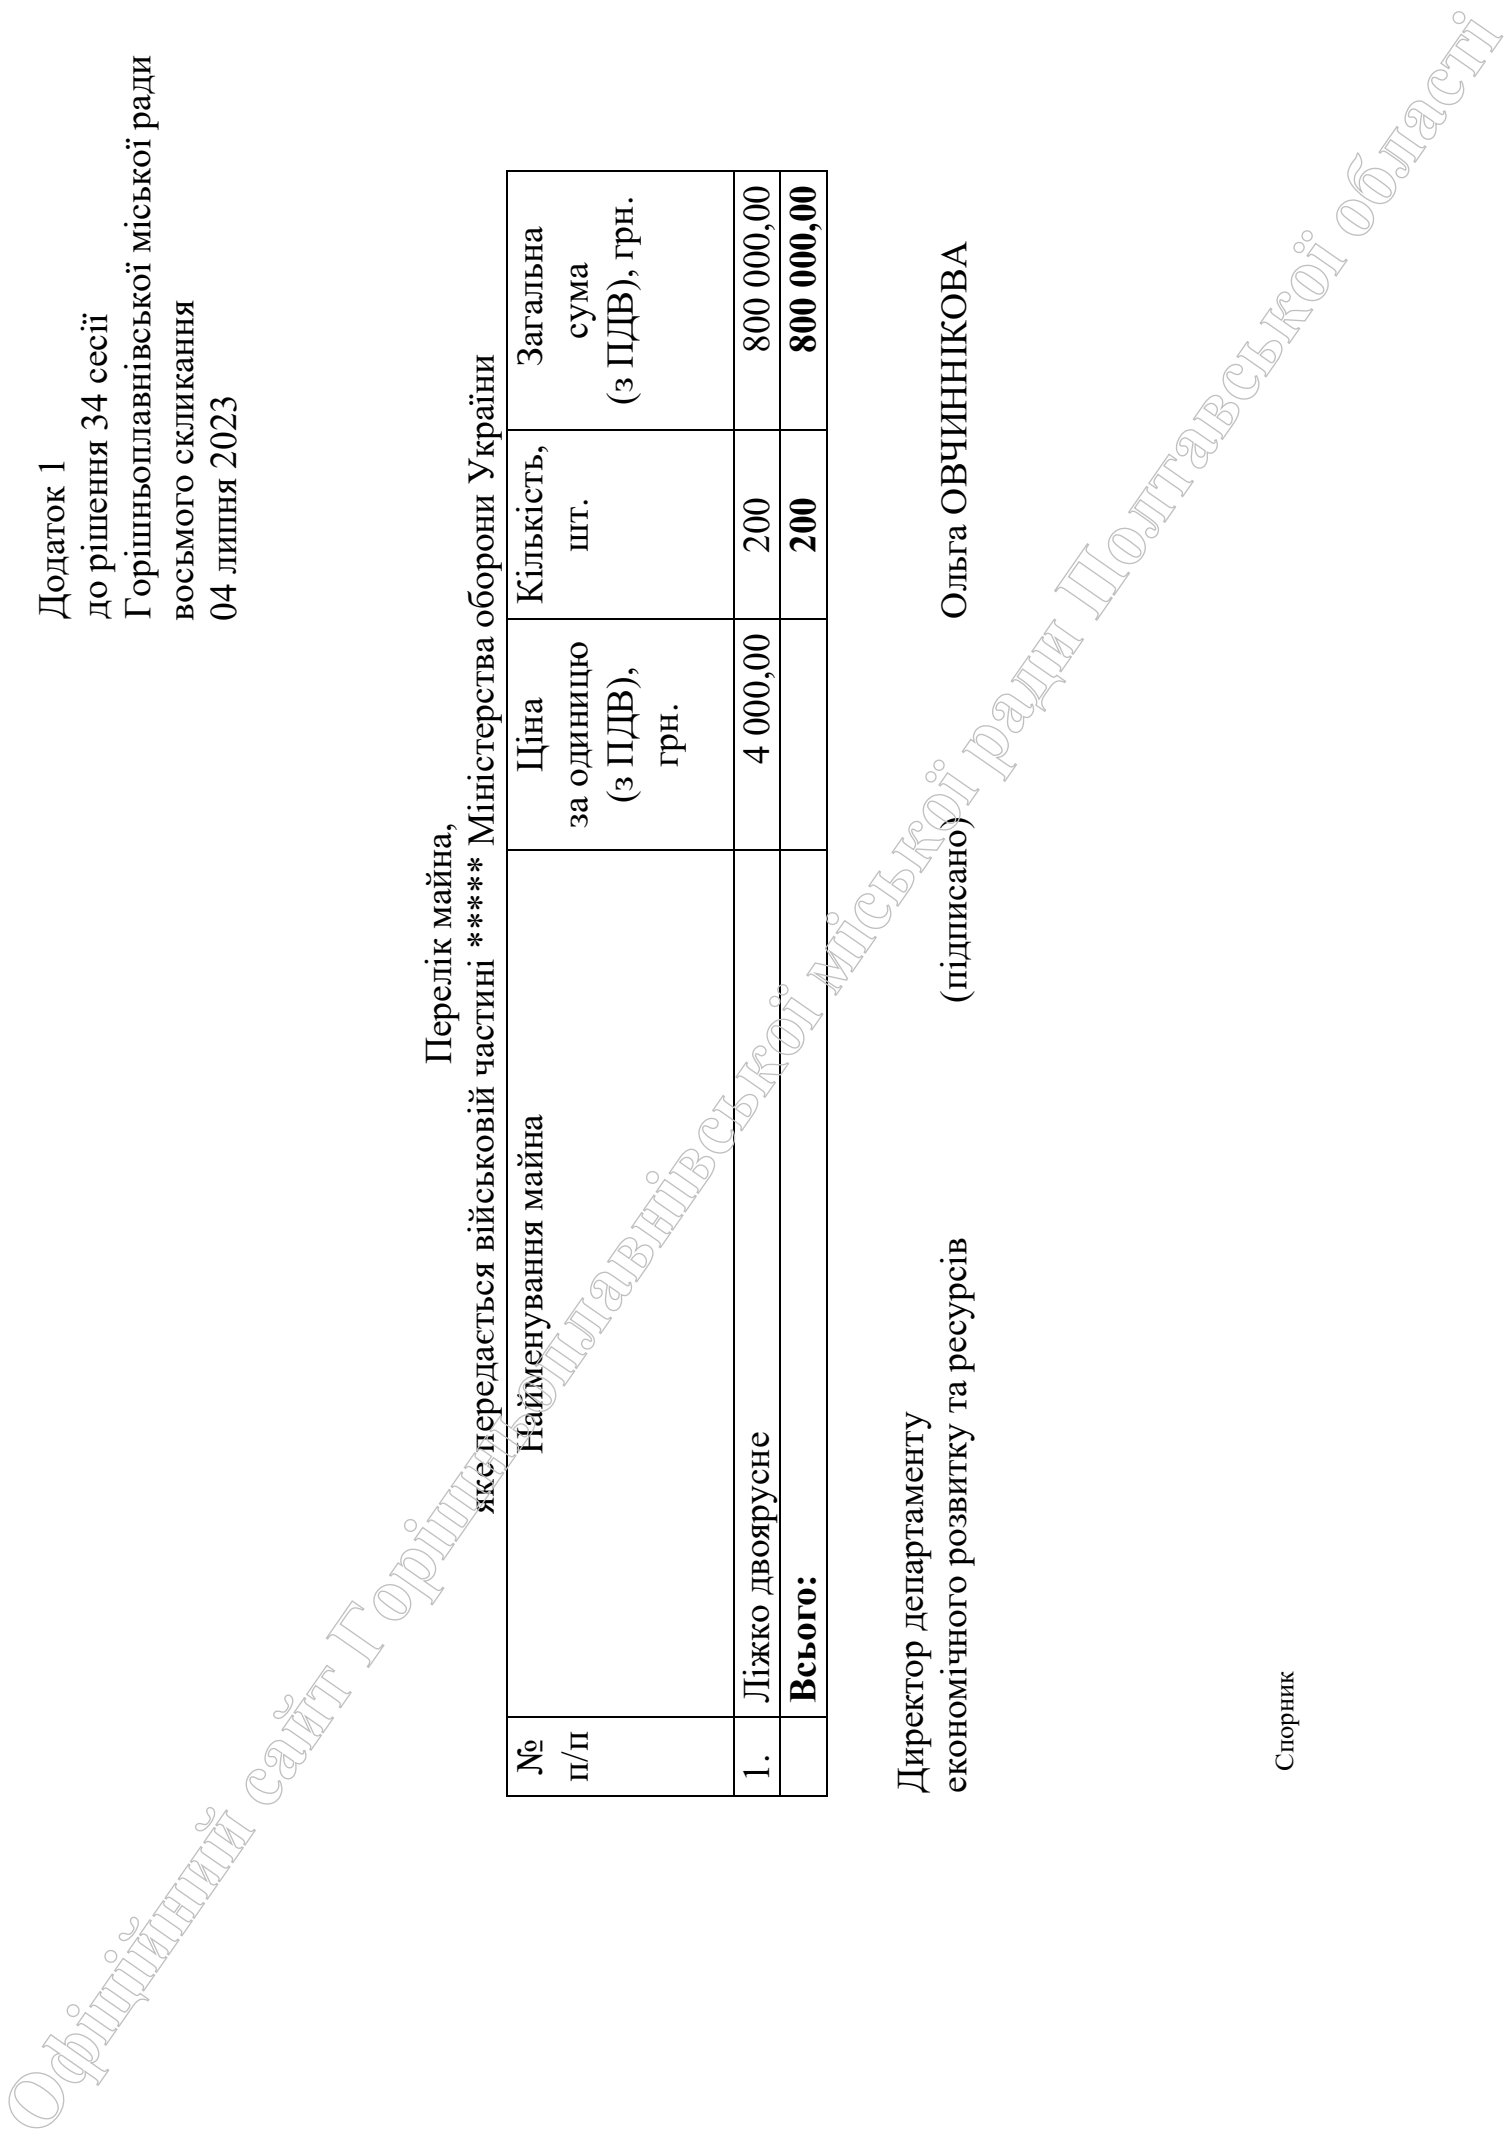 Додаток 1
до рішення 34 сесії
Горішньоплавнівської міської ради
восьмого скликання
04 липня 2023
Перелік майна,
яке передається військовій частині ***** Міністерства оборони України
№ п/п
Найменування майна
Ціна за одиницю (з ПДВ), грн.
Кількість, шт.
Загальна сума (з ПДВ), грн.
1. Ліжко двоярусне 4 000,00 200 800 000,00
Всього: 200 800 000,00
Директор департаменту
економічного розвитку та ресурсів (підписано) Ольга ОВЧИННІКОВА
Спорник
Офіційний сайт Горішньоплавнівської міської ради Полтавської області